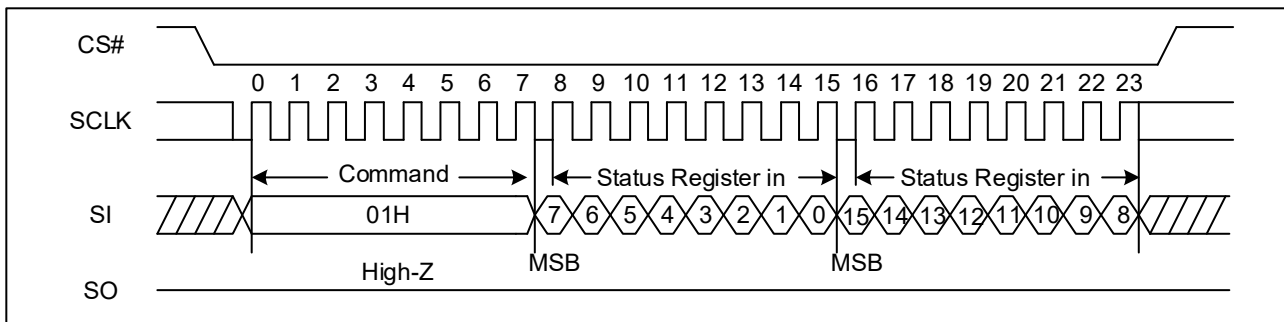 CS#
0 1 2 3 4 5 6 7 8 9 10 11 12 13 14 15 16 17 18 19 20 21 22 23
SCLK
Command Status Register in Status Register in
SI 01H 7 6 5 4 3 2 1 0 15 14 13 12 11 10 9 8
MSB MSB
High-Z
SO